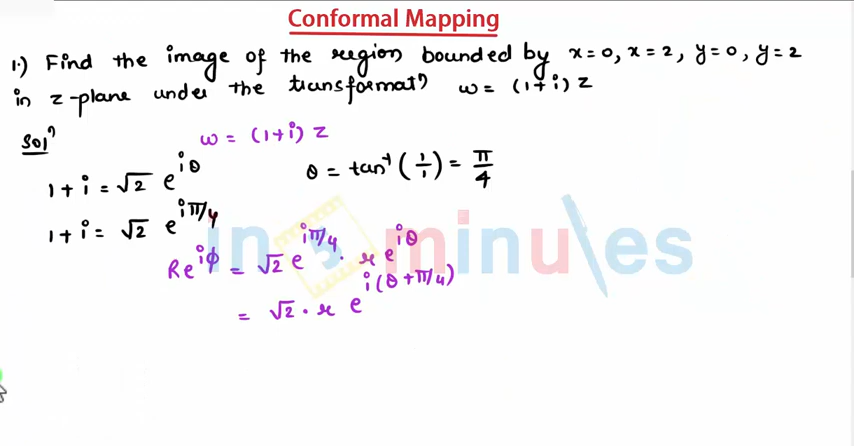 Conformal Mapping
1.) Find the image of the region bounded by x=0, x=2, y=0, y=2
in z-plane under the transformatⁿ w = (1+i) z
Solⁿ
w = (1+i) z
1+i = √2 e^{iθ} θ = tan⁻¹ (1/1) = π/4
1+i = √2 e^{iπ/4}
in 5 minutes
Re^{iφ} = √2 e^{iπ/4} · r e^{iθ}
= √2 · r e^{i(θ+π/4)}